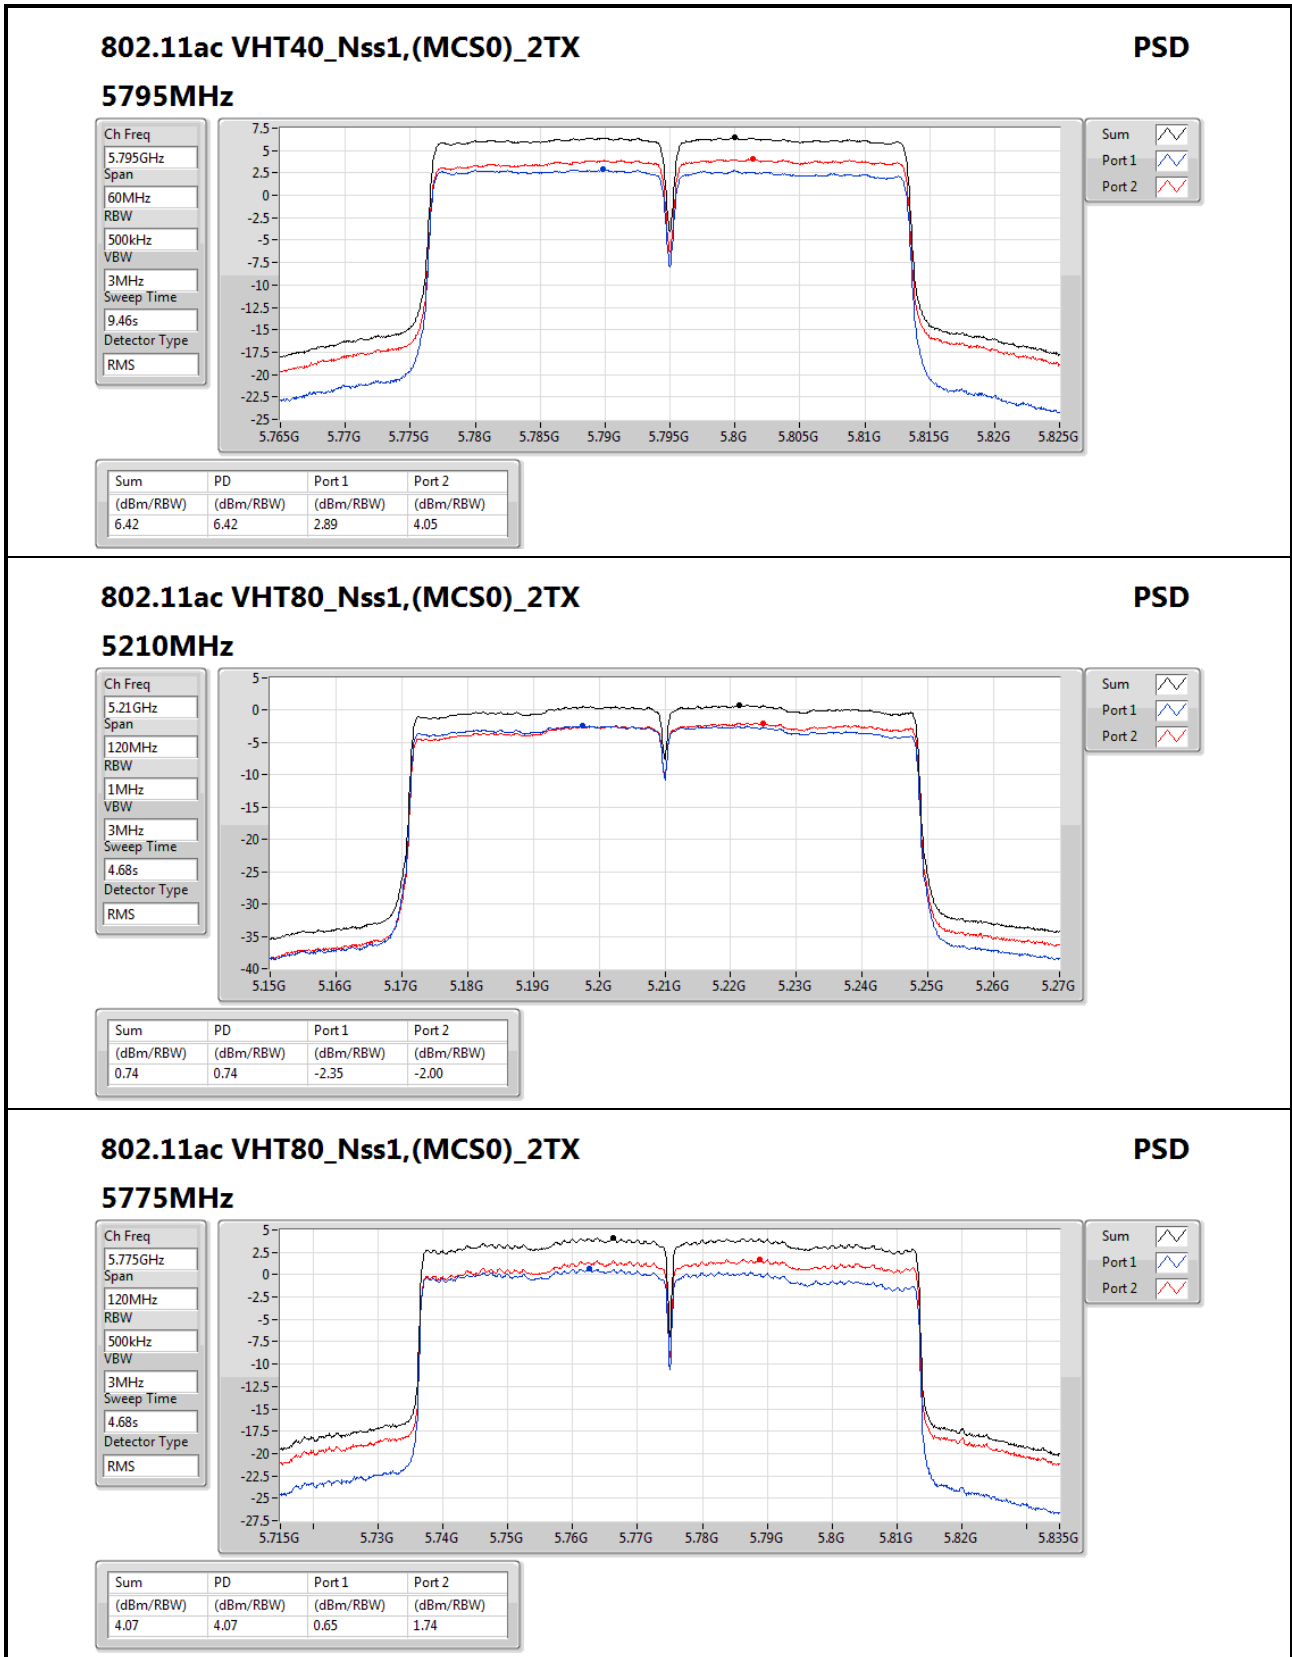 802.11ac VHT40_Nss1,(MCS0)_2TX PSD
5795MHz
Ch Freq
5.795GHz
Span
60MHz
RBW
500kHz
VBW
3MHz
Sweep Time
9.46s
Detector Type
RMS
7.5
5
2.5
0
-2.5
-5
-7.5
-10
-12.5
-15
-17.5
-20
-22.5
-25
5.765G 5.77G 5.775G 5.78G 5.785G 5.79G 5.795G 5.8G 5.805G 5.81G 5.815G 5.82G 5.825G
Sum
Port 1
Port 2
Sum PD Port 1 Port 2
(dBm/RBW) (dBm/RBW) (dBm/RBW) (dBm/RBW)
6.42 6.42 2.89 4.05
802.11ac VHT80_Nss1,(MCS0)_2TX PSD
5210MHz
Ch Freq
5.21GHz
Span
120MHz
RBW
1MHz
VBW
3MHz
Sweep Time
4.68s
Detector Type
RMS
5
0
-5
-10
-15
-20
-25
-30
-35
-40
5.15G 5.16G 5.17G 5.18G 5.19G 5.2G 5.21G 5.22G 5.23G 5.24G 5.25G 5.26G 5.27G
Sum
Port 1
Port 2
Sum PD Port 1 Port 2
(dBm/RBW) (dBm/RBW) (dBm/RBW) (dBm/RBW)
0.74 0.74 -2.35 -2.00
802.11ac VHT80_Nss1,(MCS0)_2TX PSD
5775MHz
Ch Freq
5.775GHz
Span
120MHz
RBW
500kHz
VBW
3MHz
Sweep Time
4.68s
Detector Type
RMS
5
2.5
0
-2.5
-5
-7.5
-10
-12.5
-15
-17.5
-20
-22.5
-25
-27.5
5.715G 5.73G 5.74G 5.75G 5.76G 5.77G 5.78G 5.79G 5.8G 5.81G 5.82G 5.835G
Sum
Port 1
Port 2
Sum PD Port 1 Port 2
(dBm/RBW) (dBm/RBW) (dBm/RBW) (dBm/RBW)
4.07 4.07 0.65 1.74